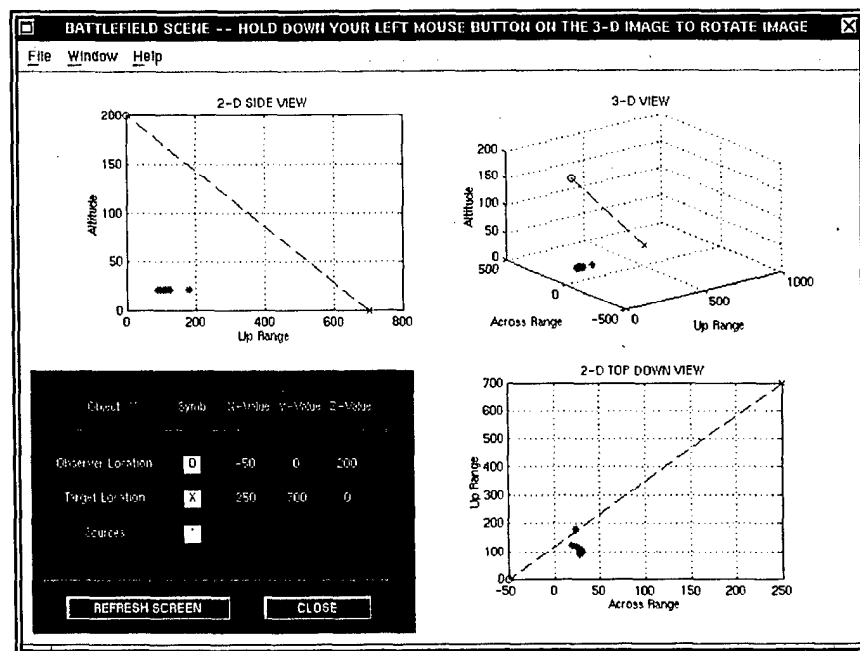 BATTLEFIELD SCENE -- HOLD DOWN YOUR LEFT MOUSE BUTTON ON THE 3-D IMAGE TO ROTATE IMAGE
File Window Help
2-D SIDE VIEW
200
150
100
50
0
Altitude
0 200 400 600 800
Up Range
3-D VIEW
200
150
100
50
0
Altitude
500
0
-500
Across Range
0
500
1000
Up Range
Object Symb X-Value Y-Value Z-Value
Observer Location O -50 0 200
Target Location X 250 700 0
Sources *
REFRESH SCREEN CLOSE
2-D TOP DOWN VIEW
700
600
500
400
300
200
100
0
Up Range
-50 0 50 100 150 200 250
Across Range